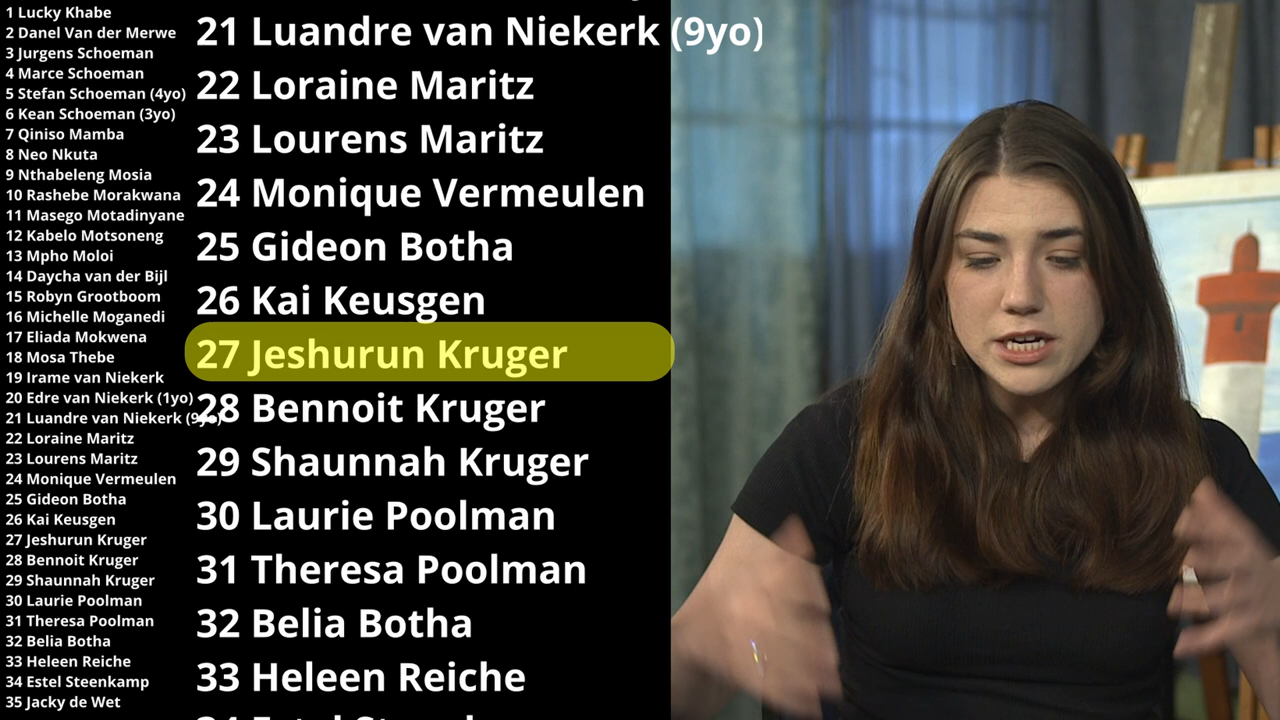 1 Lucky Khabe
2 Danel Van der Merwe
3 Jurgens Schoeman
4 Marce Schoeman
5 Stefan Schoeman (4yo)
6 Kean Schoeman (3yo)
7 Qiniso Mamba
8 Neo Nkuta
9 Nthabeleng Mosia
10 Rashebe Morakwana
11 Masego Motadinyane
12 Kabelo Motsoneng
13 Mpho Moloi
14 Daycha van der Bijl
15 Robyn Grootboom
16 Michelle Moganedi
17 Eliada Mokwena
18 Mosa Thebe
19 Irame van Niekerk
20 Edre van Niekerk (1yo)
21 Luandre van Niekerk (9yo)
22 Loraine Maritz
23 Lourens Maritz
24 Monique Vermeulen
25 Gideon Botha
26 Kai Keusgen
27 Jeshurun Kruger
28 Bennoit Kruger
29 Shaunnah Kruger
30 Laurie Poolman
31 Theresa Poolman
32 Belia Botha
33 Heleen Reiche
34 Estel Steenkamp
35 Jacky de Wet
21 Luandre van Niekerk (9yo)
22 Loraine Maritz
23 Lourens Maritz
24 Monique Vermeulen
25 Gideon Botha
26 Kai Keusgen
27 Jeshurun Kruger
28 Bennoit Kruger
29 Shaunnah Kruger
30 Laurie Poolman
31 Theresa Poolman
32 Belia Botha
33 Heleen Reiche